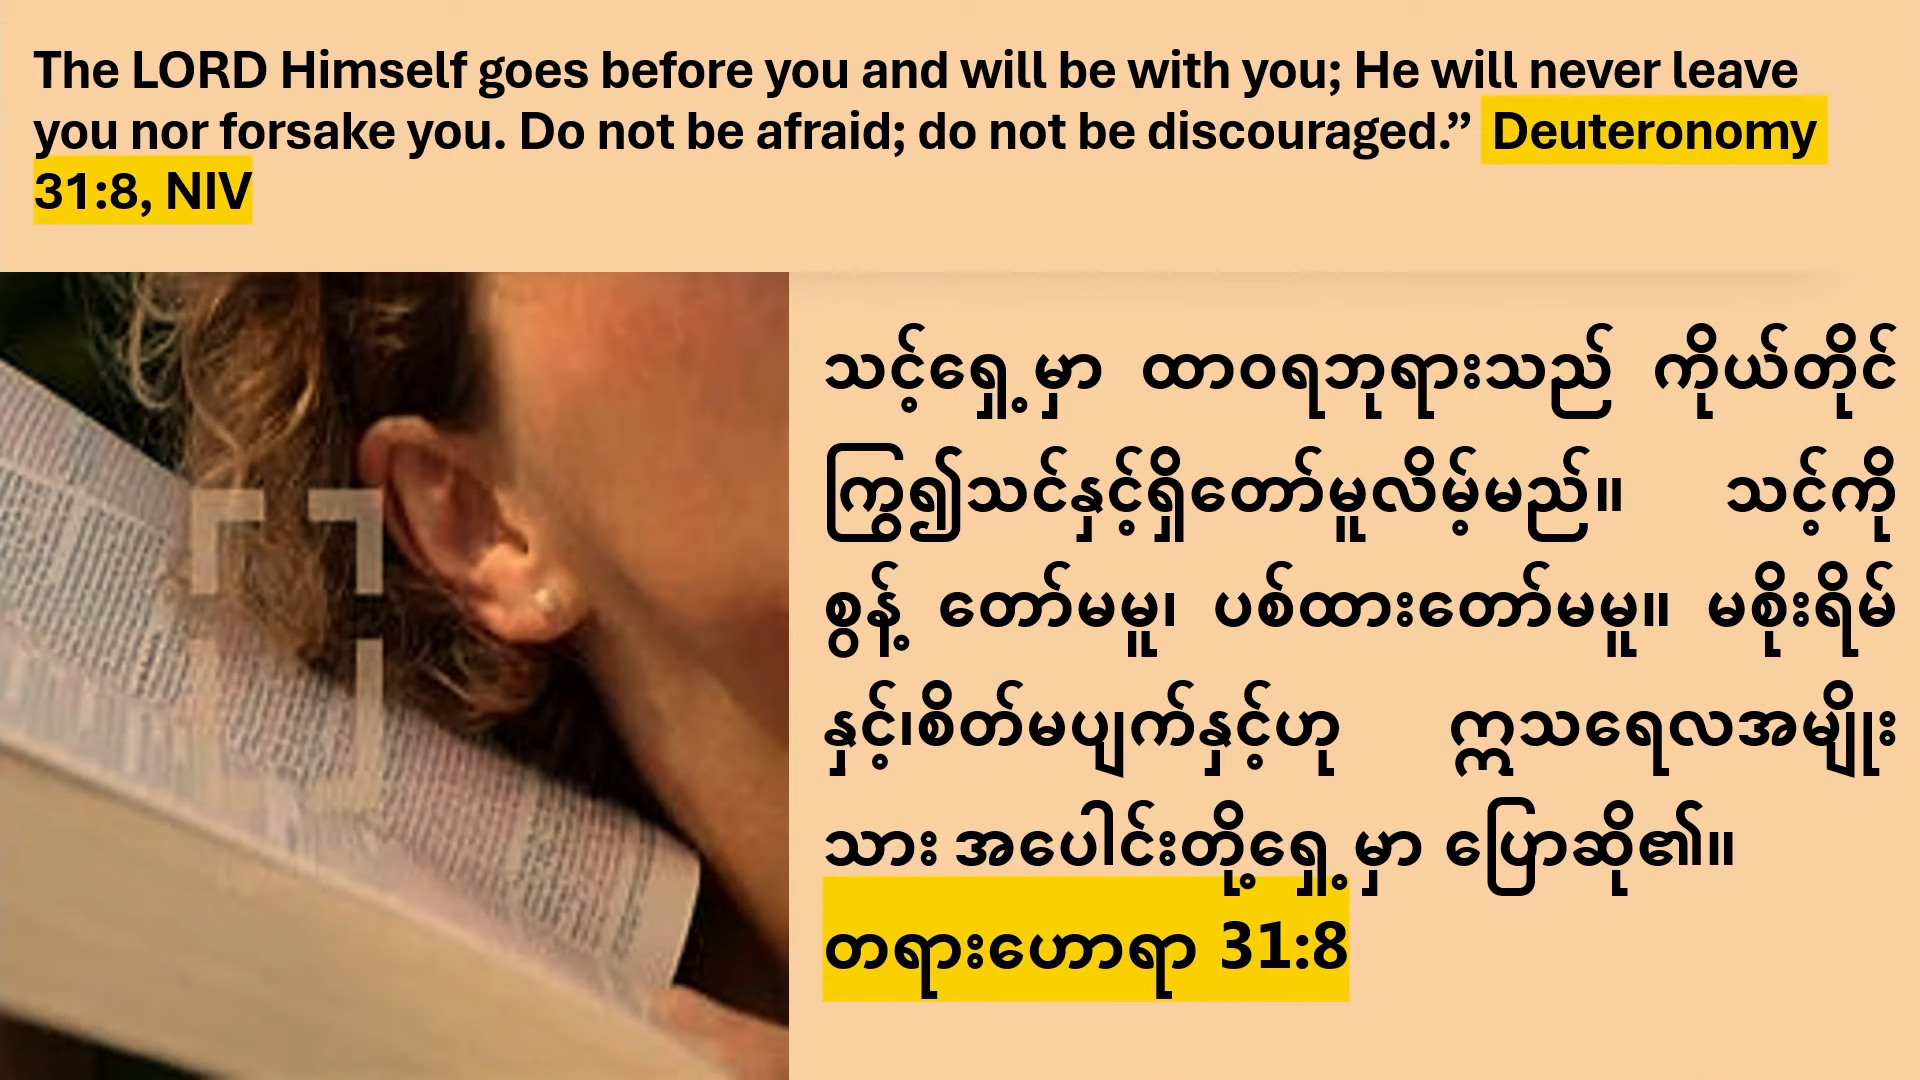 The LORD Himself goes before you and will be with you; He will never leave
you nor forsake you. Do not be afraid; do not be discouraged.” Deuteronomy
31:8, NIV
သင့်ရှေ့မှာ ထာဝရဘုရားသည် ကိုယ်တိုင်
ကြွ၍သင်နှင့်ရှိတော်မူလိမ့်မည်။ သင့်ကို
စွန့် တော်မမူ၊ ပစ်ထားတော်မမူ။ မစိုးရိမ်
နှင့်၊စိတ်မပျက်နှင့်ဟု ဣသရေလအမျိုး
သား အပေါင်းတို့ရှေ့မှာ ပြောဆို၏။
တရားဟောရာ 31:8